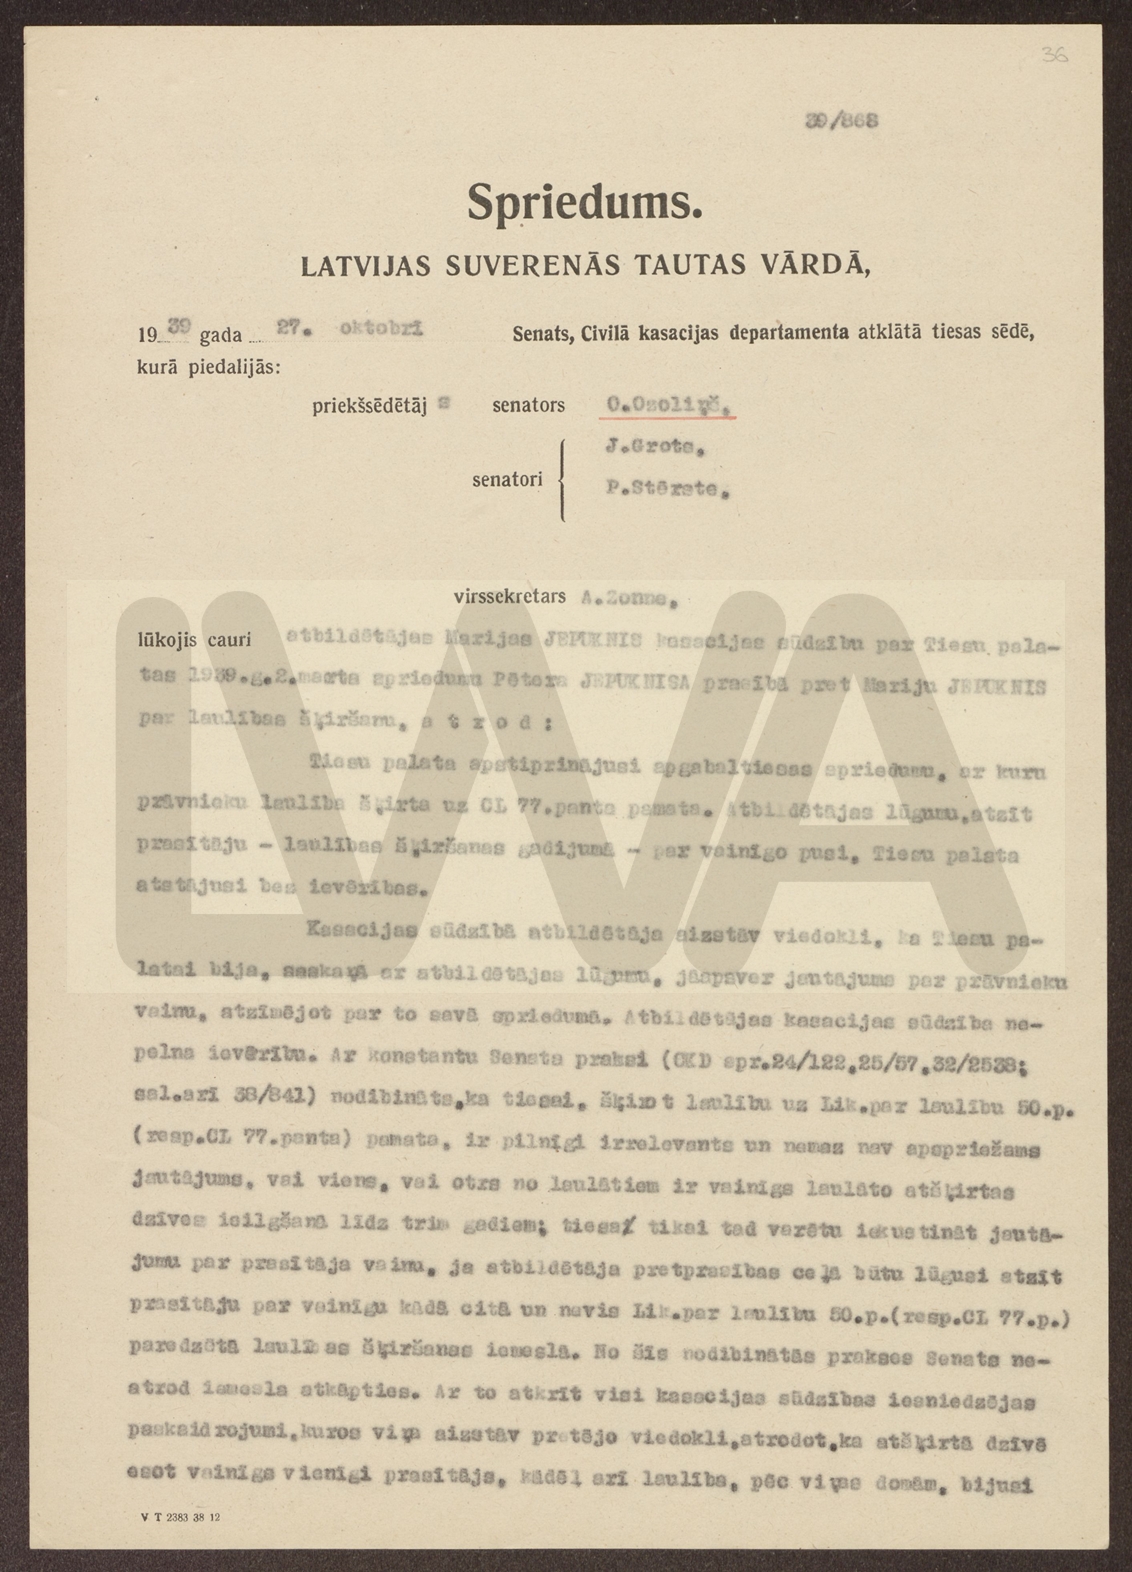 36
39/868
Spriedums.
LATVIJAS SUVERENĀS TAUTAS VĀRDĀ,
1939 gada 27. oktobrī Senats, Civilā kasacijas departamenta atklātā tiesas sēdē,
kurā piedalijās:
priekšsēdētājs senators O.Ozoliņš,
J.Grots,
senatori
P.Stērste,
virssekretars A.Zonne,
lūkojis cauri atbildētājas Marijas JEPUKNIS kasacijas sūdzību par Tiesu pala-
tas 1939.g.2.marta spriedumu Pētera JEPUKNISA prasībā pret Mariju JEPUKNIS
par laulības šķiršanu, a t r o d :
Tiesu palata apstiprinājusi apgabaltiesas spriedumu, ar kuru
prāvnieku laulība šķirta uz CL 77.panta pamata. Atbildētājas lūgumu,atzīt
prasītāju - laulības šķiršanas gadijumā - par vainīgo pusi, Tiesu palata
atstājusi bez ievērības.
Kasacijas sūdzībā atbildētāja aizstāv viedokli, ka Tiesu pa-
latai bija, saskaņā ar atbildētājas lūgumu, jāapsver jautājums par prāvnieku
vainu, atzīmējot par to savā spriedumā. Atbildētājas kasacijas sūdzība ne-
pelna ievērību. Ar konstantu Senata praksi (CKD spr.24/122,25/57,32/2538;
sal.arī 38/841) nodibināts,ka tiesai, šķirot laulību uz Lik.par laulību 50.p.
(resp.CL 77.panta) pamata, ir pilnīgi irrelevants un nemaz nav apspriežams
jautājums, vai viens, vai otrs no laulātiem ir vainīgs laulāto atšķirtas
dzīves ieilgšanā līdz trim gadiem; tiesa/ tikai tad varētu iekustināt jautā-
jumu par prasītāja vainu, ja atbildētāja pretprasības ceļā būtu lūgusi atzīt
prasītāju par vainīgu kādā citā un nevis Lik.par laulību 50.p.(resp.CL 77.p.)
paredzētā laulības šķiršanas iemeslā. No šīs nodibinātās prakses Senats ne-
atrod iemesla atkāpties. Ar to atkrīt visi kasacijas sūdzības iesniedzējas
paskaidrojumi,kuros viņa aizstāv pretējo viedokli,atrodot,ka atšķirtā dzīvē
esot vainīgs vienīgi prasītājs, kādēļ arī laulība, pēc viņas domām, bijusi
V T 2383 38 12
LVVA